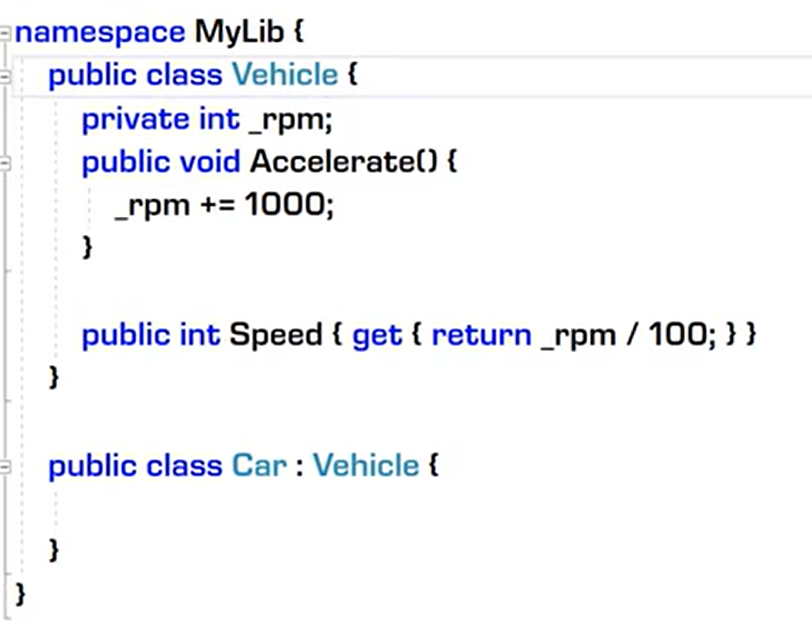 namespace MyLib {
public class Vehicle {
private int _rpm;
public void Accelerate() {
_rpm += 1000;
}
public int Speed { get { return _rpm / 100; } }
}
public class Car : Vehicle {
}
}